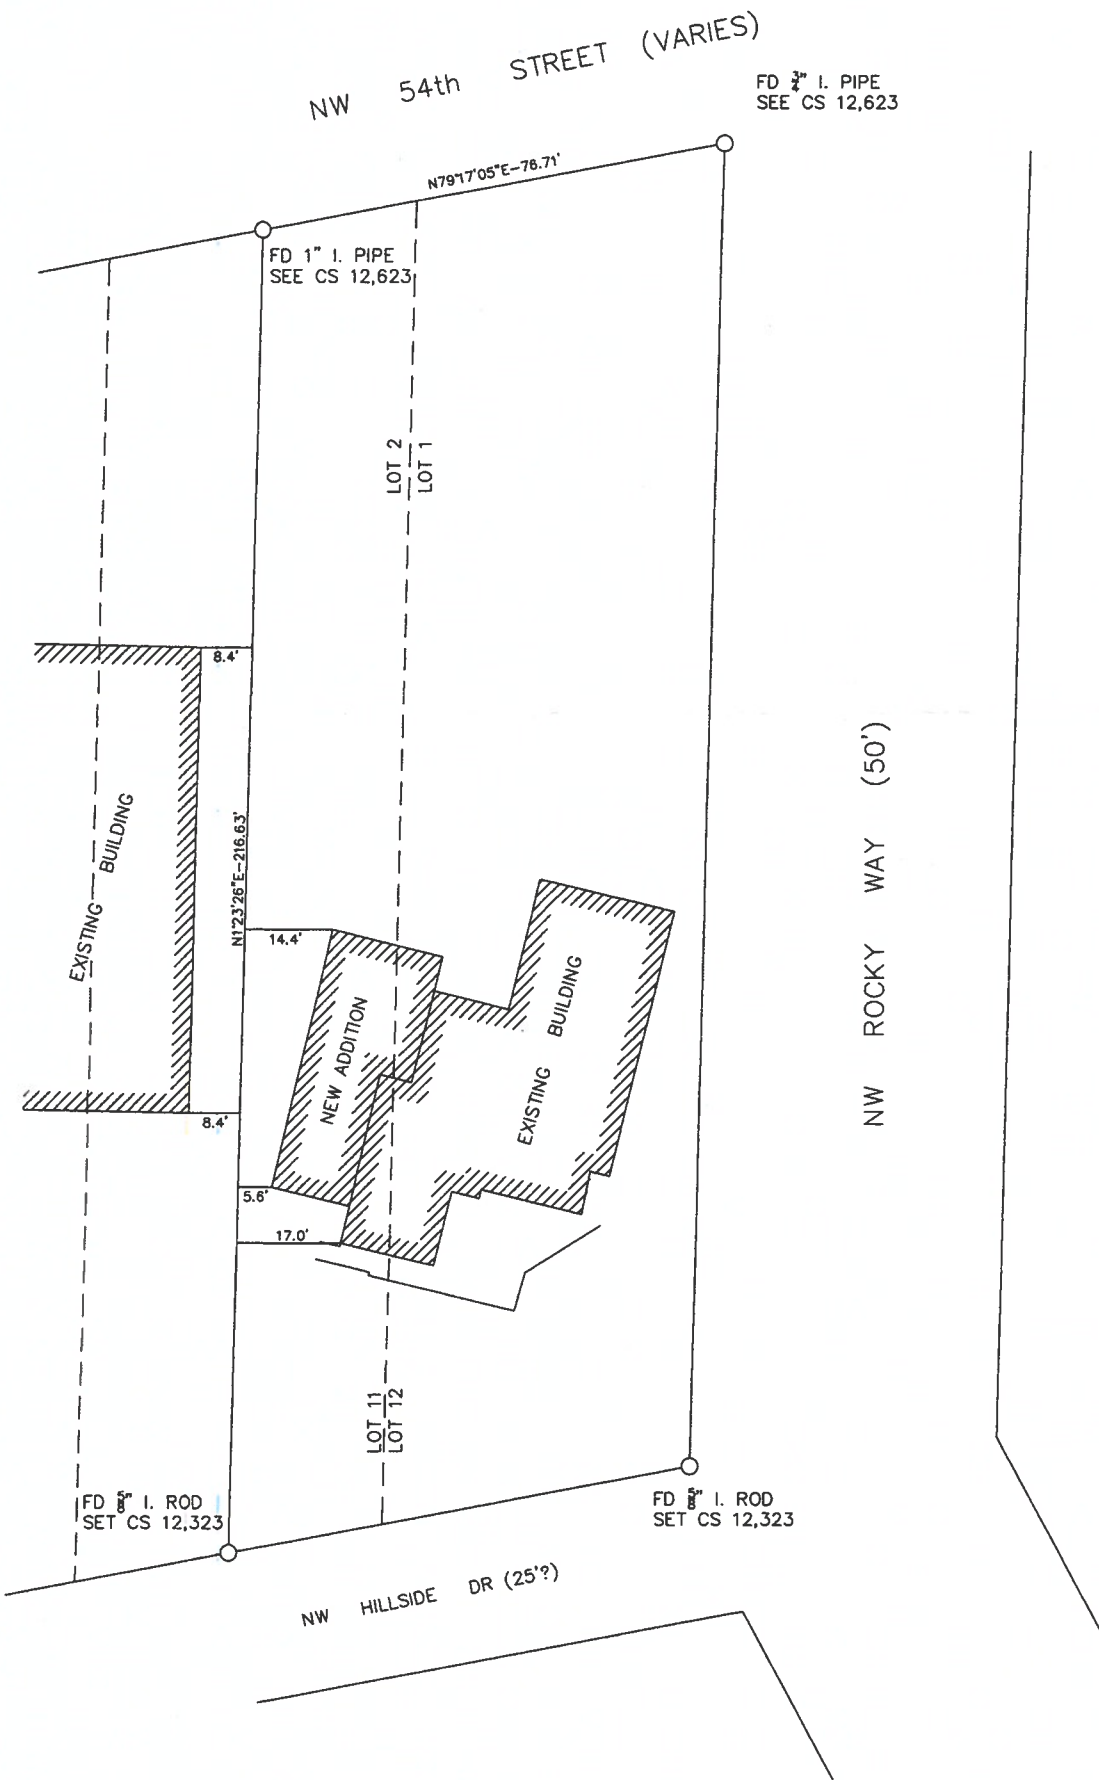 NW 54th STREET (VARIES)
FD 3/4" I. PIPE
SEE CS 12,623
N79°17'05"E-76.71'
FD 1" I. PIPE
SEE CS 12,623
LOT 2
LOT 1
8.4'
EXISTING BUILDING
N1°23'26"E-216.63'
14.4'
NEW ADDITION
EXISTING BUILDING
NW ROCKY WAY (50')
8.4'
5.6'
17.0'
LOT 11
LOT 12
FD 5/8" I. ROD
SET CS 12,323
FD 5/8" I. ROD
SET CS 12,323
NW HILLSIDE DR (25'?)